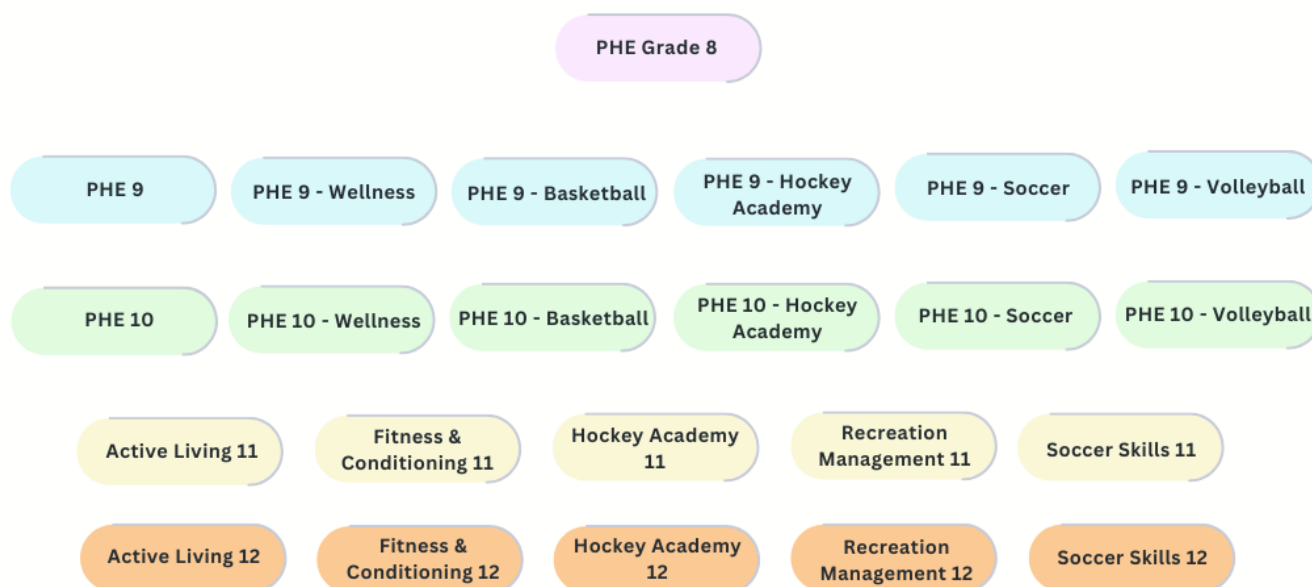 PHE Grade 8
PHE 9
PHE 9 - Wellness
PHE 9 - Basketball
PHE 9 - Hockey
Academy
PHE 9 - Soccer
PHE 9 - Volleyball
PHE 10
PHE 10 - Wellness
PHE 10 - Basketball
PHE 10 - Hockey
Academy
PHE 10 - Soccer
PHE 10 - Volleyball
Active Living 11
Fitness &
Conditioning 11
Hockey Academy
11
Recreation
Management 11
Soccer Skills 11
Active Living 12
Fitness &
Conditioning 12
Hockey Academy
12
Recreation
Management 12
Soccer Skills 12